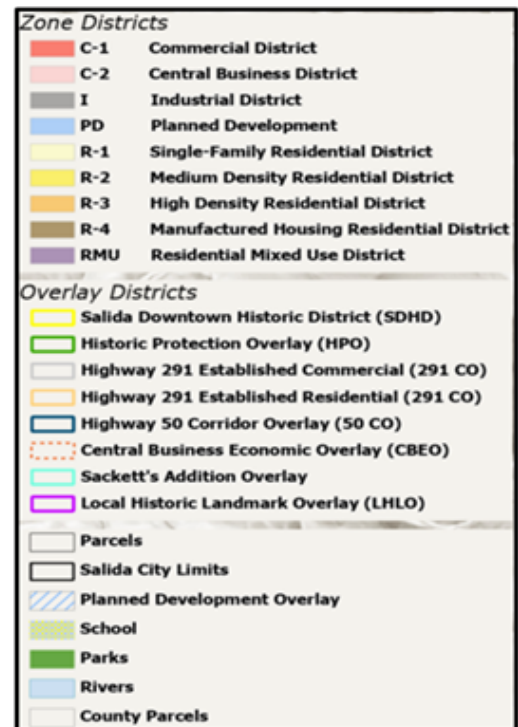 Zone Districts
C-1 Commercial District
C-2 Central Business District
I Industrial District
PD Planned Development
R-1 Single-Family Residential District
R-2 Medium Density Residential District
R-3 High Density Residential District
R-4 Manufactured Housing Residential District
RMU Residential Mixed Use District
Overlay Districts
Salida Downtown Historic District (SDHD)
Historic Protection Overlay (HPO)
Highway 291 Established Commercial (291 CO)
Highway 291 Established Residential (291 CO)
Highway 50 Corridor Overlay (50 CO)
Central Business Economic Overlay (CBEO)
Sackett's Addition Overlay
Local Historic Landmark Overlay (LHLO)
Parcels
Salida City Limits
Planned Development Overlay
School
Parks
Rivers
County Parcels